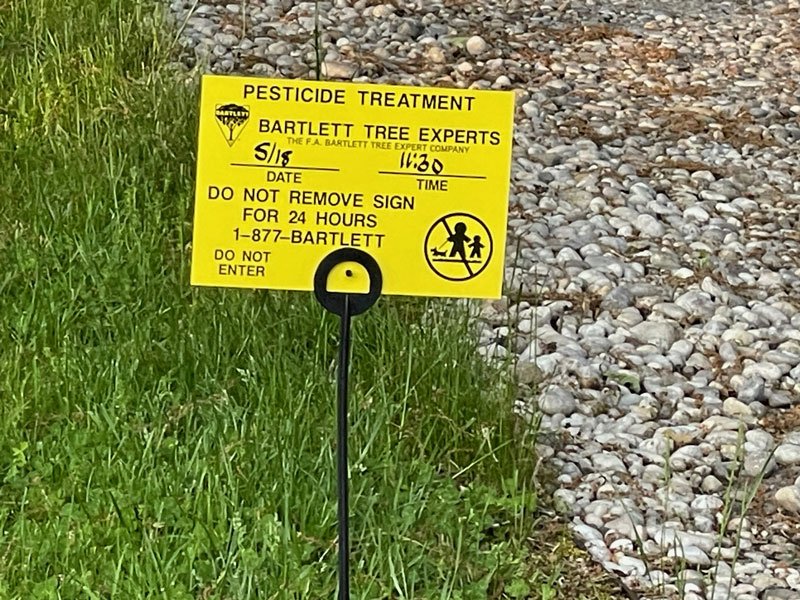 PESTICIDE TREATMENT
BARTLETT
BARTLETT TREE EXPERTS
THE F.A. BARTLETT TREE EXPERT COMPANY
5/18 11:30
DATE TIME
DO NOT REMOVE SIGN
FOR 24 HOURS
1-877-BARTLETT
DO NOT
ENTER